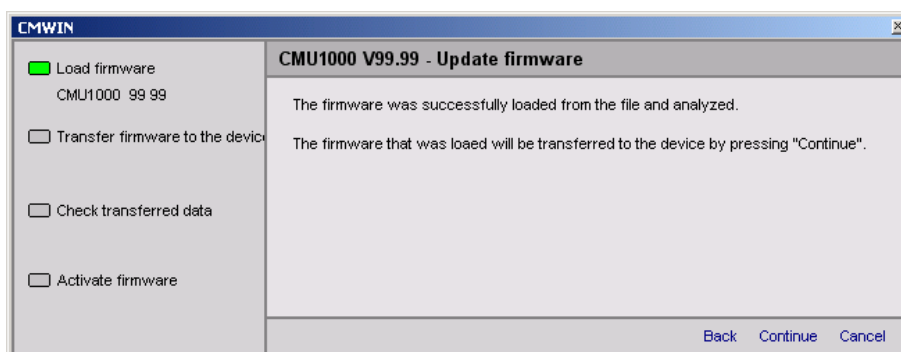 CMWIN
Load firmware
CMU1000 99 99
Transfer firmware to the device
Check transferred data
Activate firmware
CMU1000 V99.99 - Update firmware
The firmware was successfully loaded from the file and analyzed.
The firmware that was loaed will be transferred to the device by pressing "Continue".
Back Continue Cancel